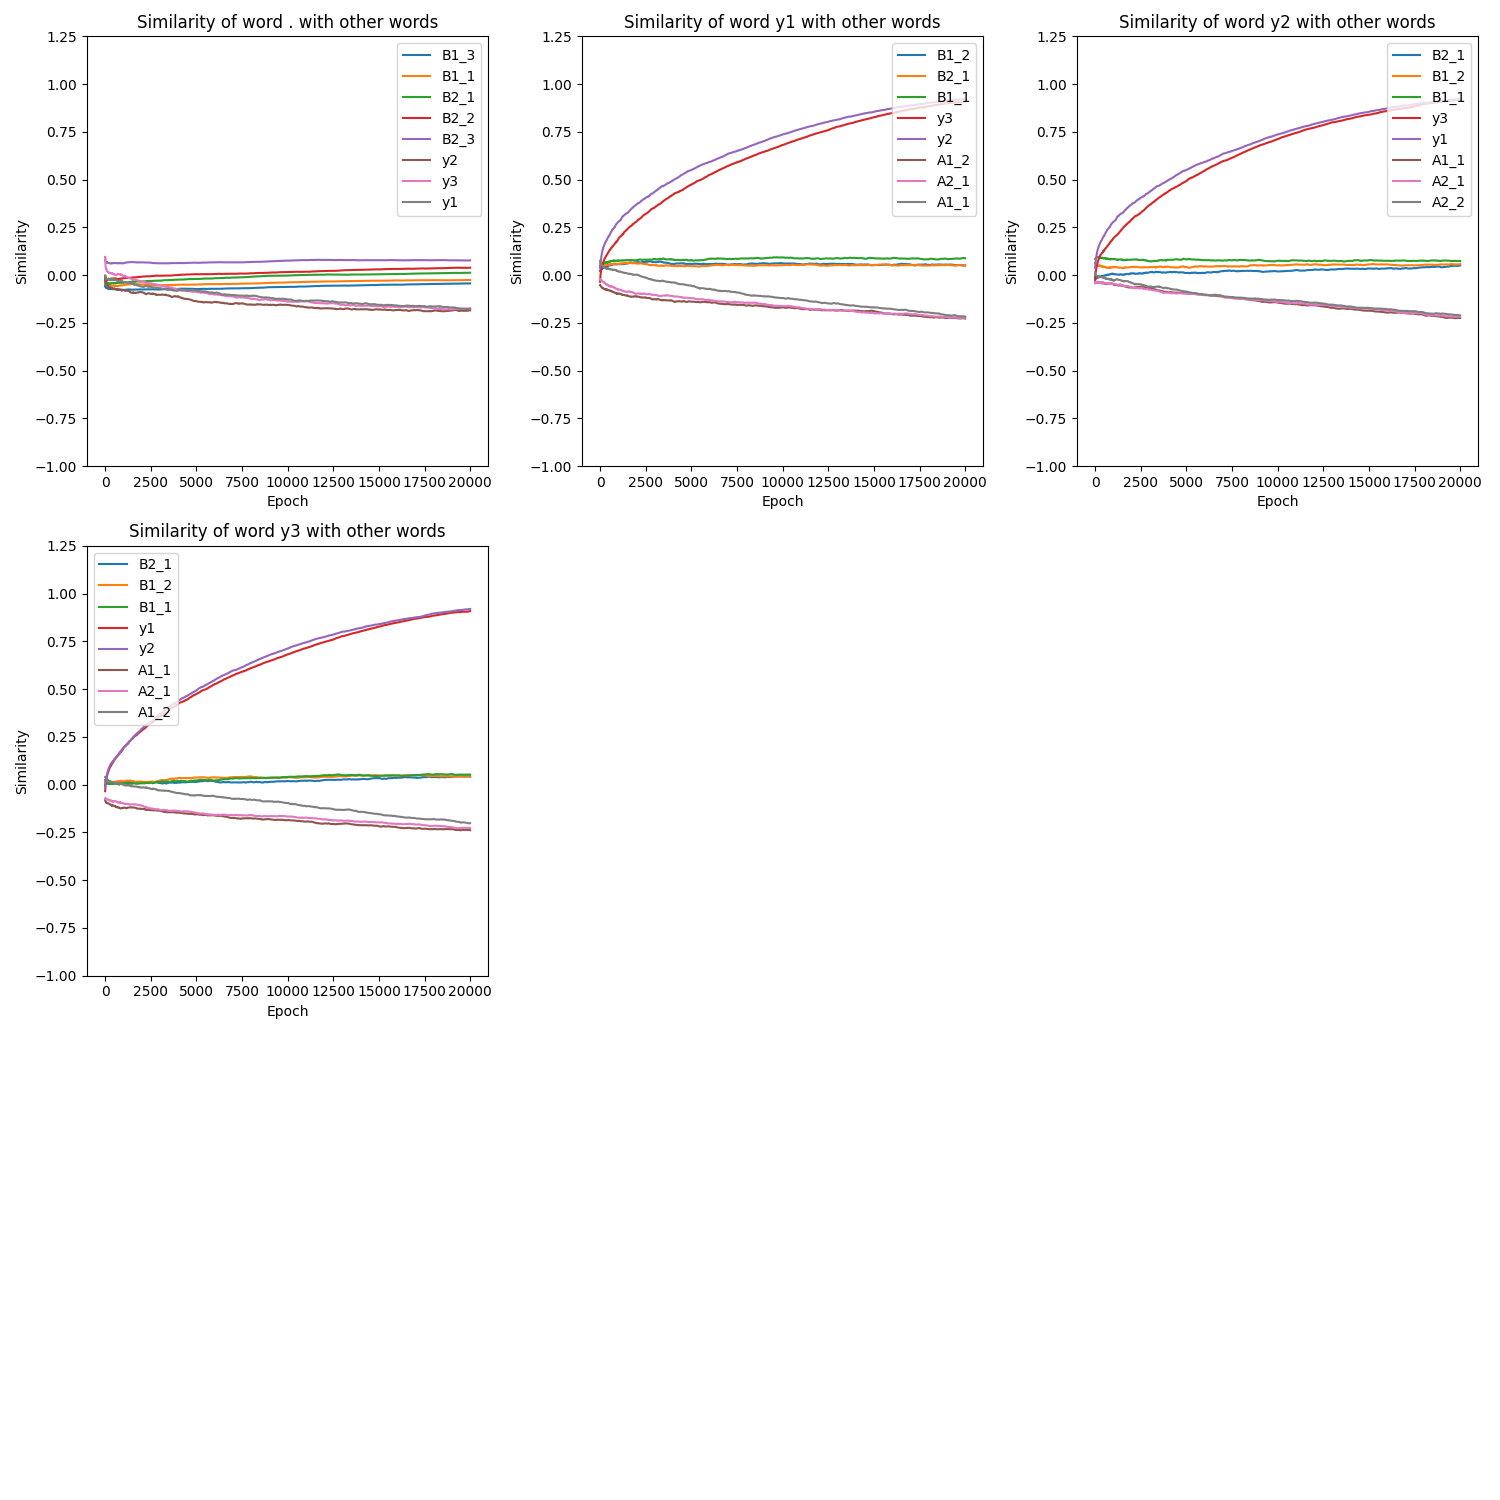 Similarity of word . with other words
1.25
1.00
0.75
0.50
0.25
0.00
−0.25
−0.50
−0.75
−1.00
Similarity
0 2500 5000 7500 10000 12500 15000 17500 20000
Epoch
B1_3
B1_1
B2_1
B2_2
B2_3
y2
y3
y1
Similarity of word y1 with other words
1.25
1.00
0.75
0.50
0.25
0.00
−0.25
−0.50
−0.75
−1.00
Similarity
0 2500 5000 7500 10000 12500 15000 17500 20000
Epoch
B1_2
B2_1
B1_1
y3
y2
A1_2
A2_1
A1_1
Similarity of word y2 with other words
1.25
1.00
0.75
0.50
0.25
0.00
−0.25
−0.50
−0.75
−1.00
Similarity
0 2500 5000 7500 10000 12500 15000 17500 20000
Epoch
B2_1
B1_2
B1_1
y3
y1
A1_1
A2_1
A2_2
Similarity of word y3 with other words
1.25
1.00
0.75
0.50
0.25
0.00
−0.25
−0.50
−0.75
−1.00
Similarity
0 2500 5000 7500 10000 12500 15000 17500 20000
Epoch
B2_1
B1_2
B1_1
y1
y2
A1_1
A2_1
A1_2